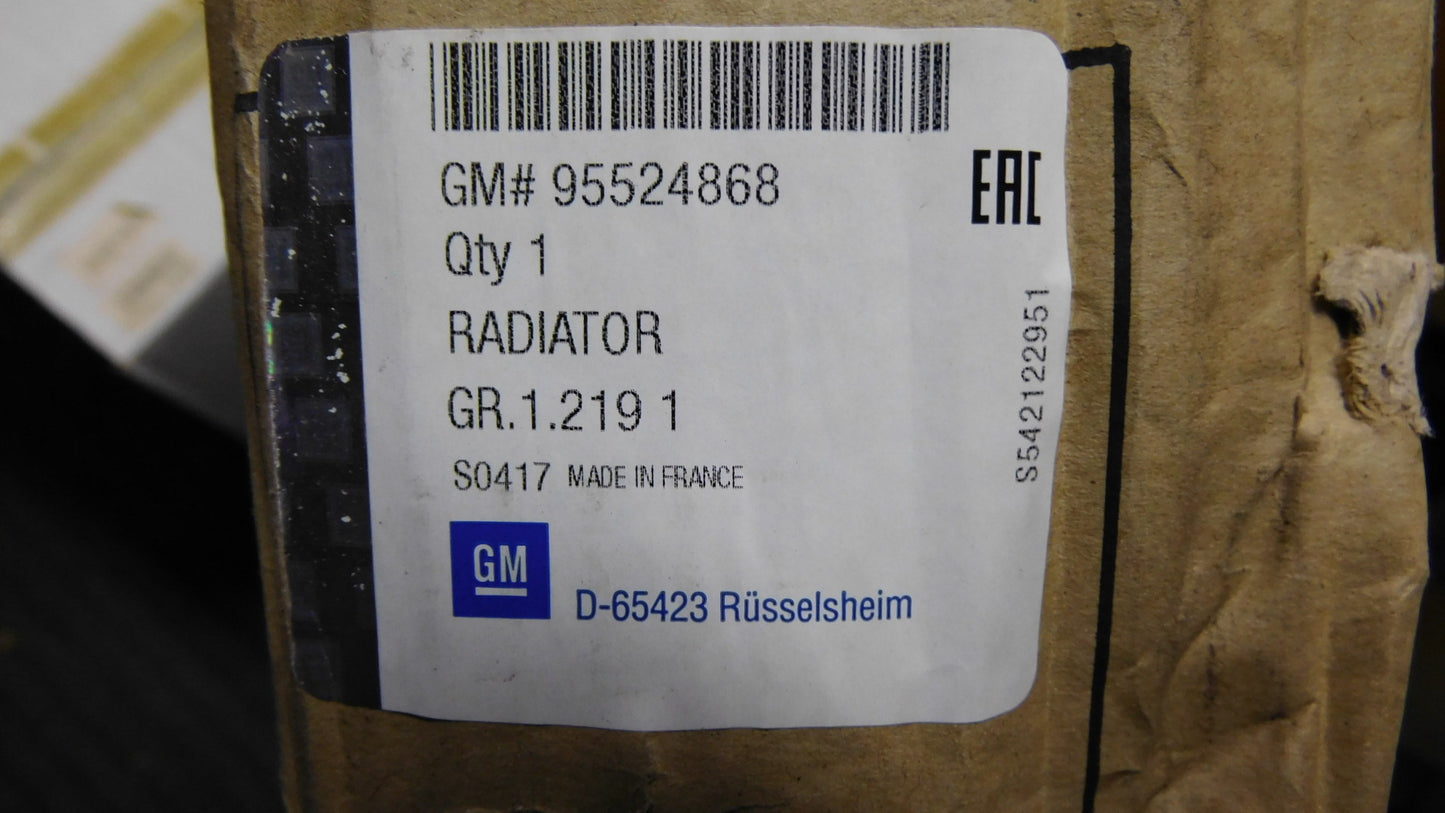 GM# 95524868
EAC
Qty 1
RADIATOR
GR.1.219 1
S0417 MADE IN FRANCE
S542122951
GM
D-65423 Rüsselsheim